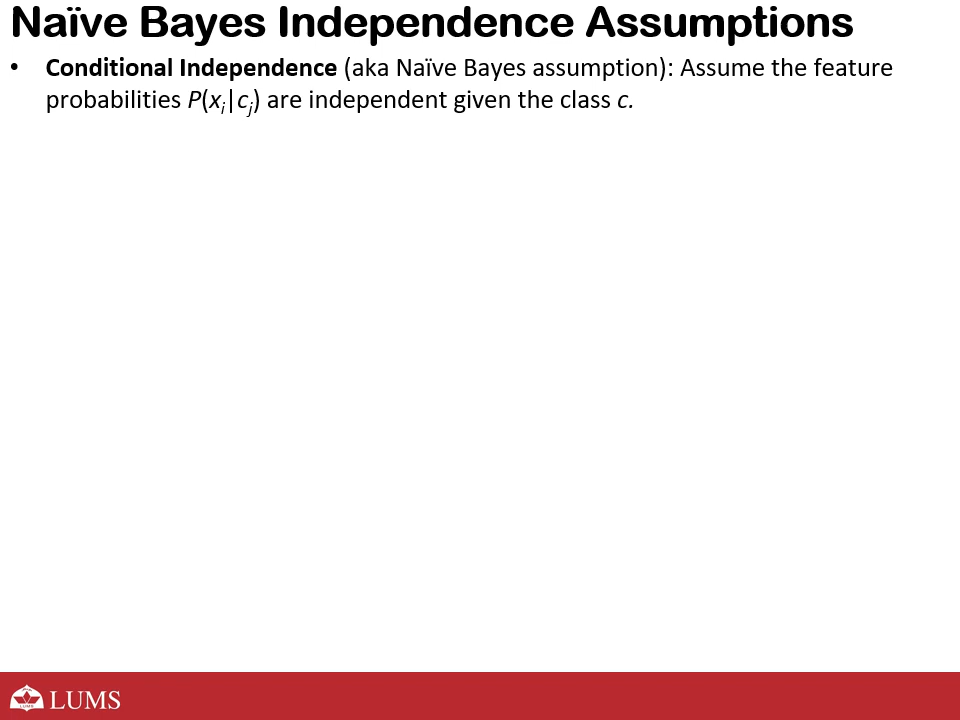 Naïve Bayes Independence Assumptions
• Conditional Independence (aka Naïve Bayes assumption): Assume the feature
probabilities P(xi|cj) are independent given the class c.
LUMS